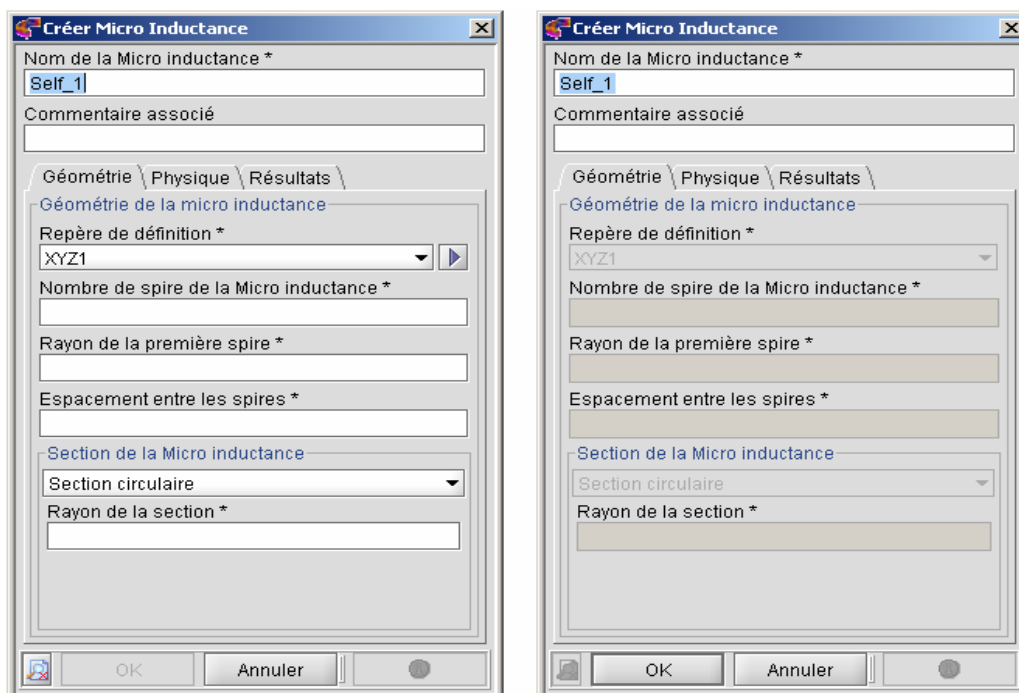 Créer Micro Inductance
Nom de la Micro inductance *
Self_1
Commentaire associé
Géométrie Physique Résultats
Géométrie de la micro inductance
Repère de définition *
XYZ1
Nombre de spire de la Micro inductance *
Rayon de la première spire *
Espacement entre les spires *
Section de la Micro inductance
Section circulaire
Rayon de la section *
OK Annuler
Créer Micro Inductance
Nom de la Micro inductance *
Self_1
Commentaire associé
Géométrie Physique Résultats
Géométrie de la micro inductance
Repère de définition *
XYZ1
Nombre de spire de la Micro inductance *
Rayon de la première spire *
Espacement entre les spires *
Section de la Micro inductance
Section circulaire
Rayon de la section *
OK Annuler